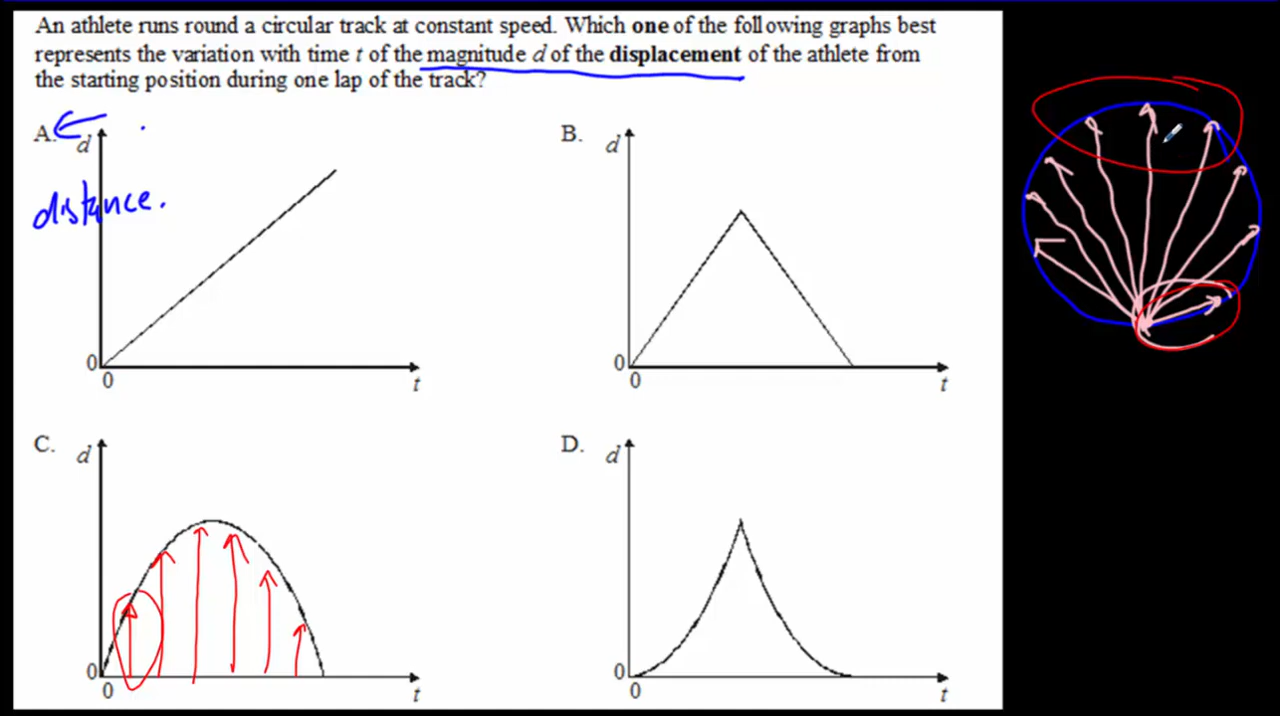 An athlete runs round a circular track at constant speed. Which one of the following graphs best
represents the variation with time t of the magnitude d of the displacement of the athlete from
the starting position during one lap of the track?
A.
d
distance.
0
0
t
B.
d
0
0
t
C.
d
0
0
t
D.
d
0
0
t